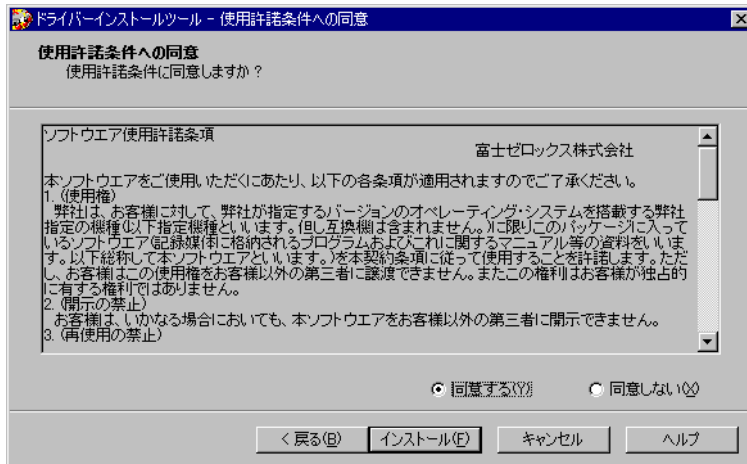 ドライバーインストールツール - 使用許諾条件への同意
使用許諾条件への同意
使用許諾条件に同意しますか?
ソフトウエア使用許諾条項
富士ゼロックス株式会社
本ソフトウエアをご使用いただくにあたり、以下の各条項が適用されますのでご了承ください。
1. (使用権)
弊社は、お客様に対して、弊社が指定するバージョンのオペレーティング・システムを搭載する弊社
指定の機種(以下指定機種といいます。但し互換機は含まれません。)に限りこのパッケージに入って
いるソフトウエア(記録媒体に格納されるプログラムおよびこれに関するマニュアル等の資料をいいま
す。以下総称して本ソフトウエアといいます。)を本契約条項に従って使用することを許諾します。ただ
し、お客様はこの使用権をお客様以外の第三者に譲渡できません。またこの権利はお客様が独占的
に有する権利ではありません。
2. (開示の禁止)
お客様は、いかなる場合においても、本ソフトウエアをお客様以外の第三者に開示できません。
3. (再使用の禁止)
同意する(Y) 同意しない(X)
< 戻る(B) インストール(F) キャンセル ヘルプ